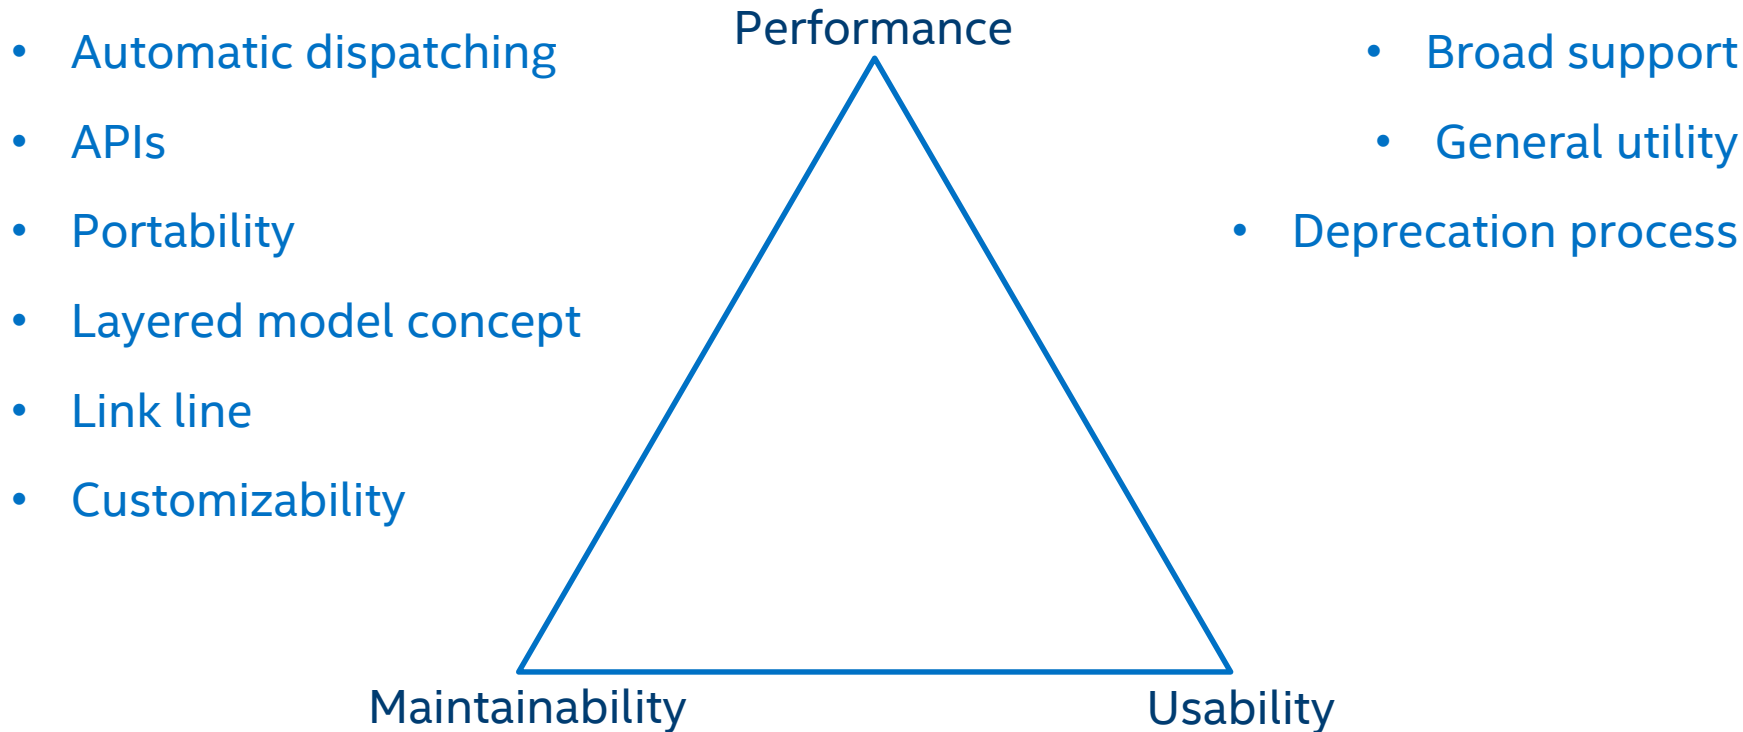 Performance
• Automatic dispatching
• APIs
• Portability
• Layered model concept
• Link line
• Customizability
• Broad support
• General utility
• Deprecation process
Maintainability
Usability